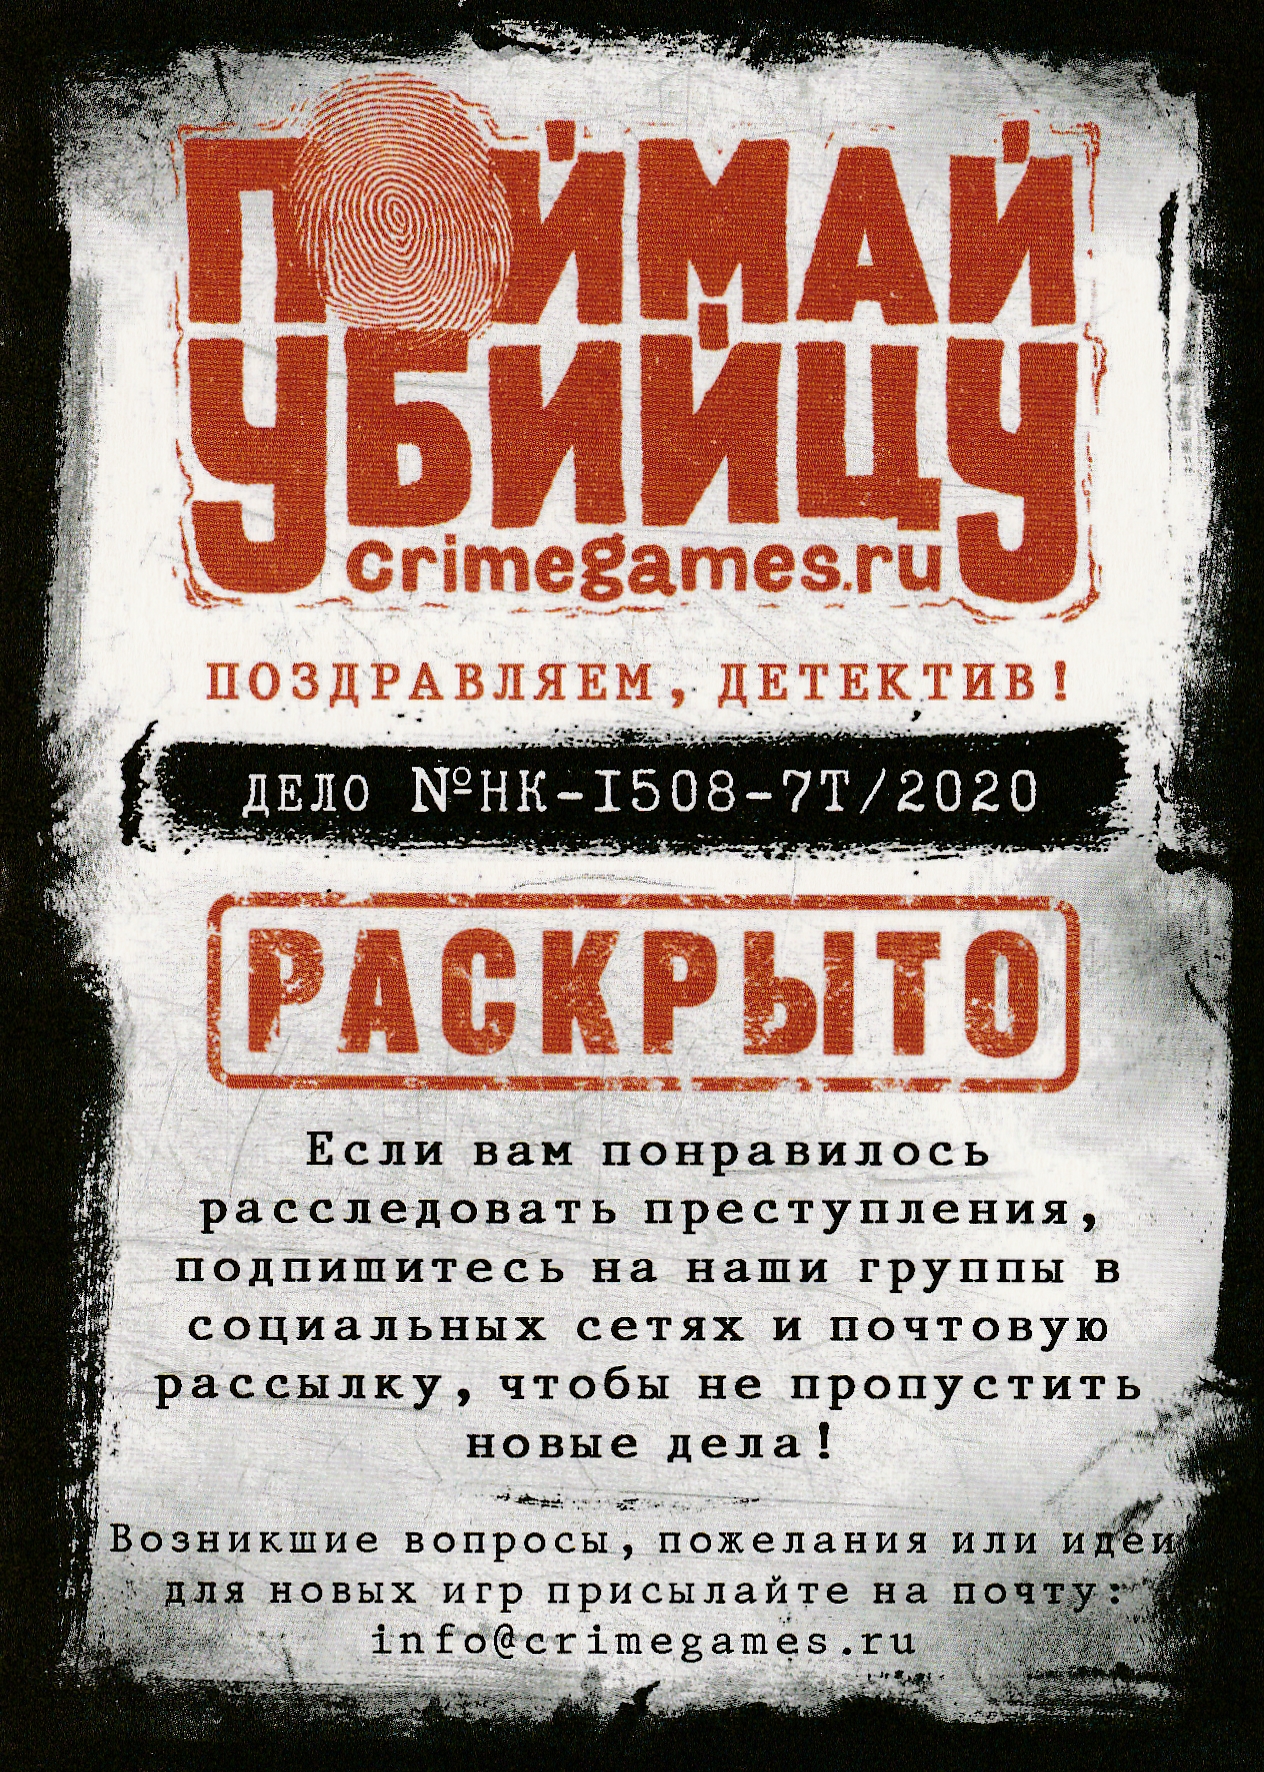 ПОЙМАЙ
УБИЙЦУ
crimegames.ru
ПОЗДРАВЛЯЕМ, ДЕТЕКТИВ!
ДЕЛО №НК-I508-7Т/2020
РАСКРЫТО
Если вам понравилось
расследовать преступления,
подпишитесь на наши группы в
социальных сетях и почтовую
рассылку, чтобы не пропустить
новые дела!
Возникшие вопросы, пожелания или идеи
для новых игр присылайте на почту:
info@crimegames.ru